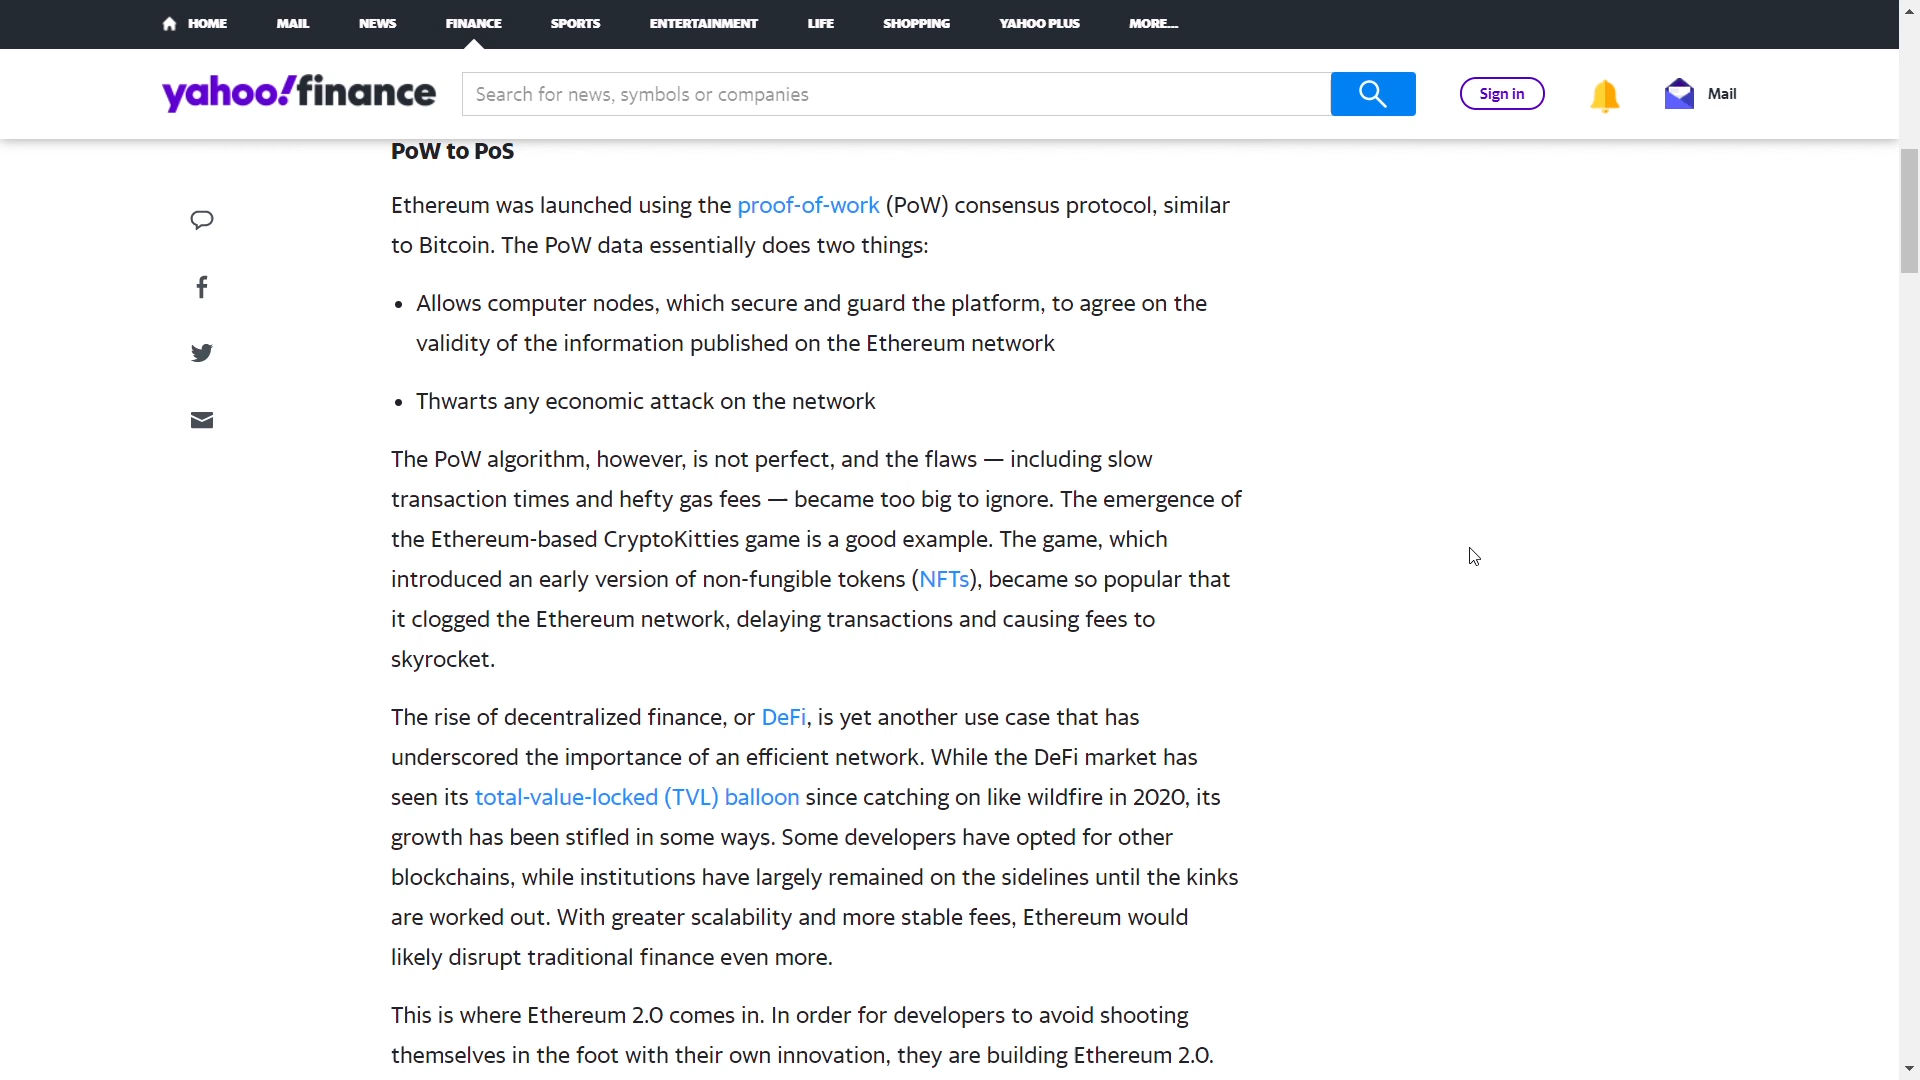 HOME MAIL NEWS FINANCE SPORTS ENTERTAINMENT LIFE SHOPPING YAHOO PLUS MORE...
yahoo!finance Search for news, symbols or companies Sign in Mail
PoW to PoS
Ethereum was launched using the proof-of-work (PoW) consensus protocol, similar
to Bitcoin. The PoW data essentially does two things:
• Allows computer nodes, which secure and guard the platform, to agree on the
validity of the information published on the Ethereum network
• Thwarts any economic attack on the network
The PoW algorithm, however, is not perfect, and the flaws — including slow
transaction times and hefty gas fees — became too big to ignore. The emergence of
the Ethereum-based CryptoKitties game is a good example. The game, which
introduced an early version of non-fungible tokens (NFTs), became so popular that
it clogged the Ethereum network, delaying transactions and causing fees to
skyrocket.
The rise of decentralized finance, or DeFi, is yet another use case that has
underscored the importance of an efficient network. While the DeFi market has
seen its total-value-locked (TVL) balloon since catching on like wildfire in 2020, its
growth has been stifled in some ways. Some developers have opted for other
blockchains, while institutions have largely remained on the sidelines until the kinks
are worked out. With greater scalability and more stable fees, Ethereum would
likely disrupt traditional finance even more.
This is where Ethereum 2.0 comes in. In order for developers to avoid shooting
themselves in the foot with their own innovation, they are building Ethereum 2.0.